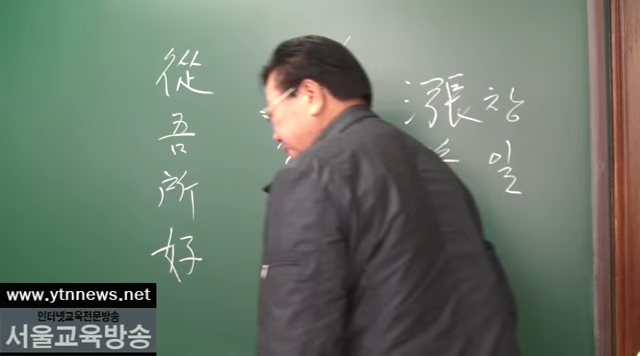 從
吾
所
好
漲 창
일
www.ytnnews.net
인터넷교육전문방송
서울교육방송